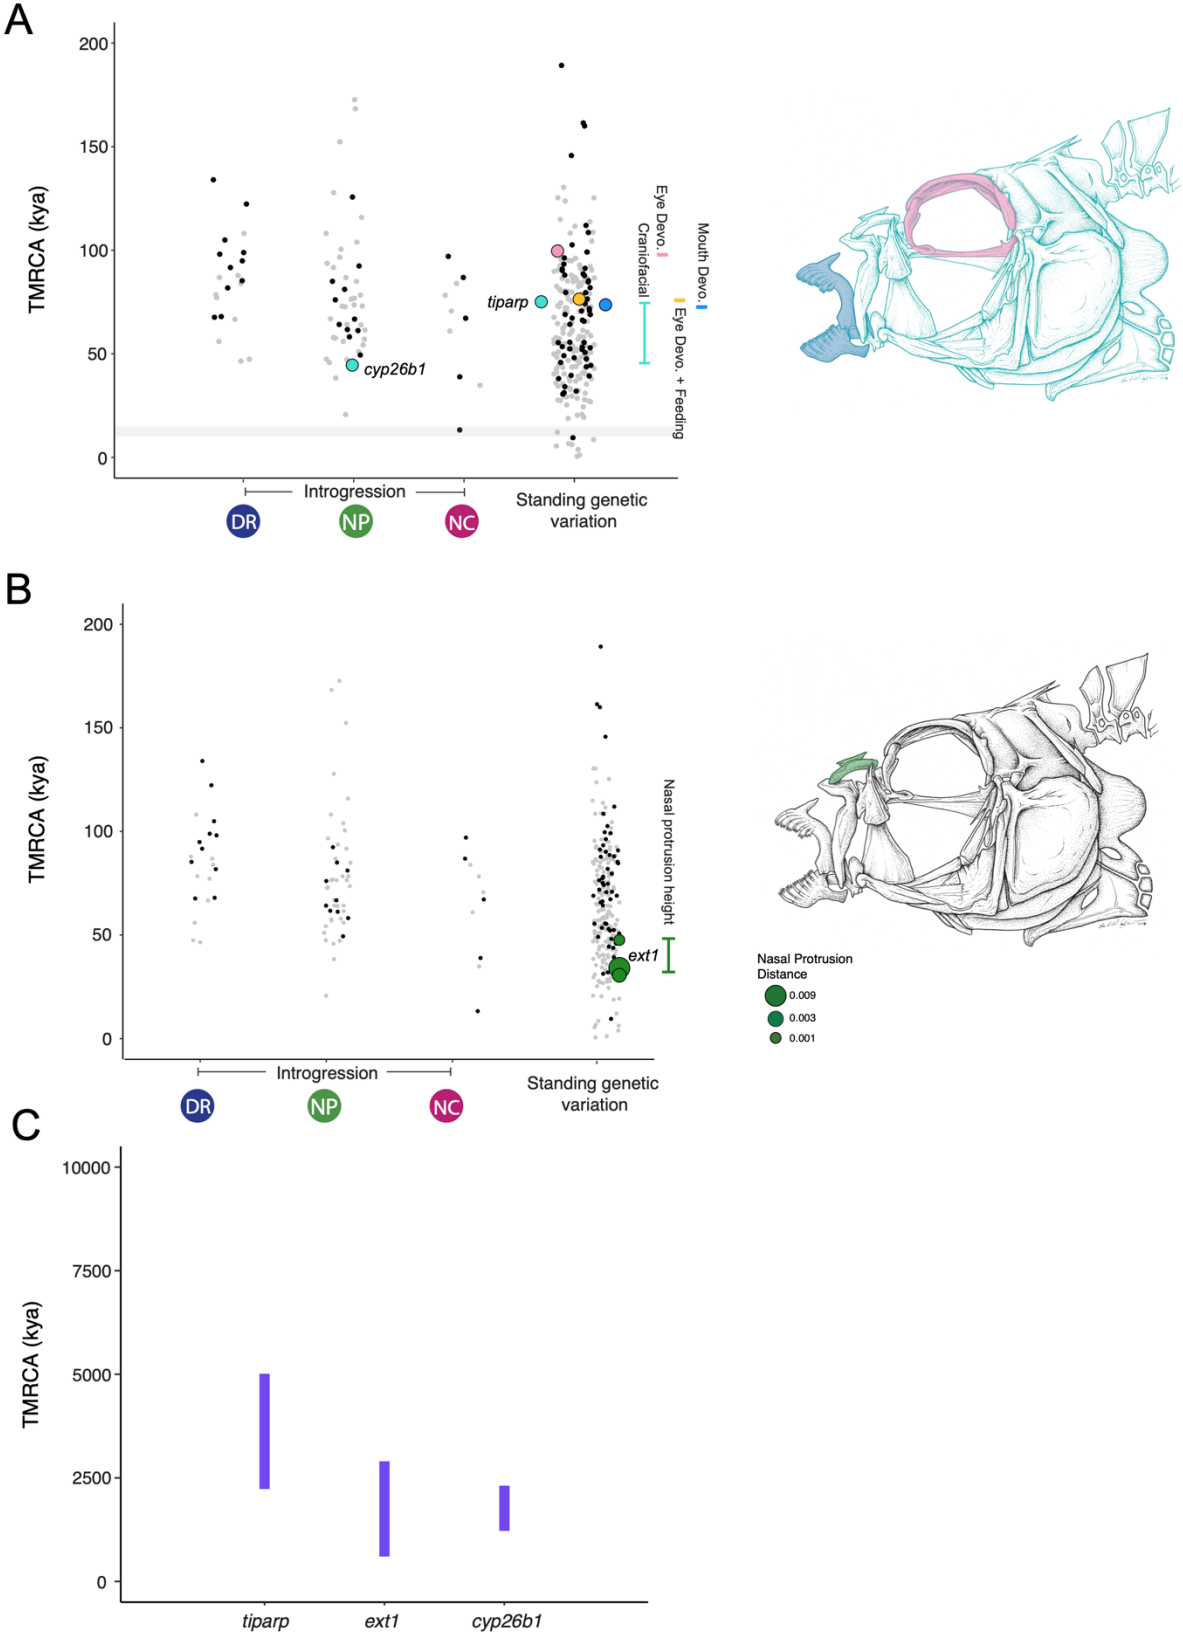 A
200
150
100
50
0
TMRCA (kya)
tiparp
cyp26b1
Eye Devo.
Craniofacial
Mouth Devo.
Eye Devo. + Feeding
Introgression
DR
NP
NC
Standing genetic
variation
B
200
150
100
50
0
TMRCA (kya)
ext1
Nasal protrusion height
Nasal Protrusion
Distance
0.009
0.003
0.001
Introgression
DR
NP
NC
Standing genetic
variation
C
10000
7500
5000
2500
0
TMRCA (kya)
tiparp
ext1
cyp26b1